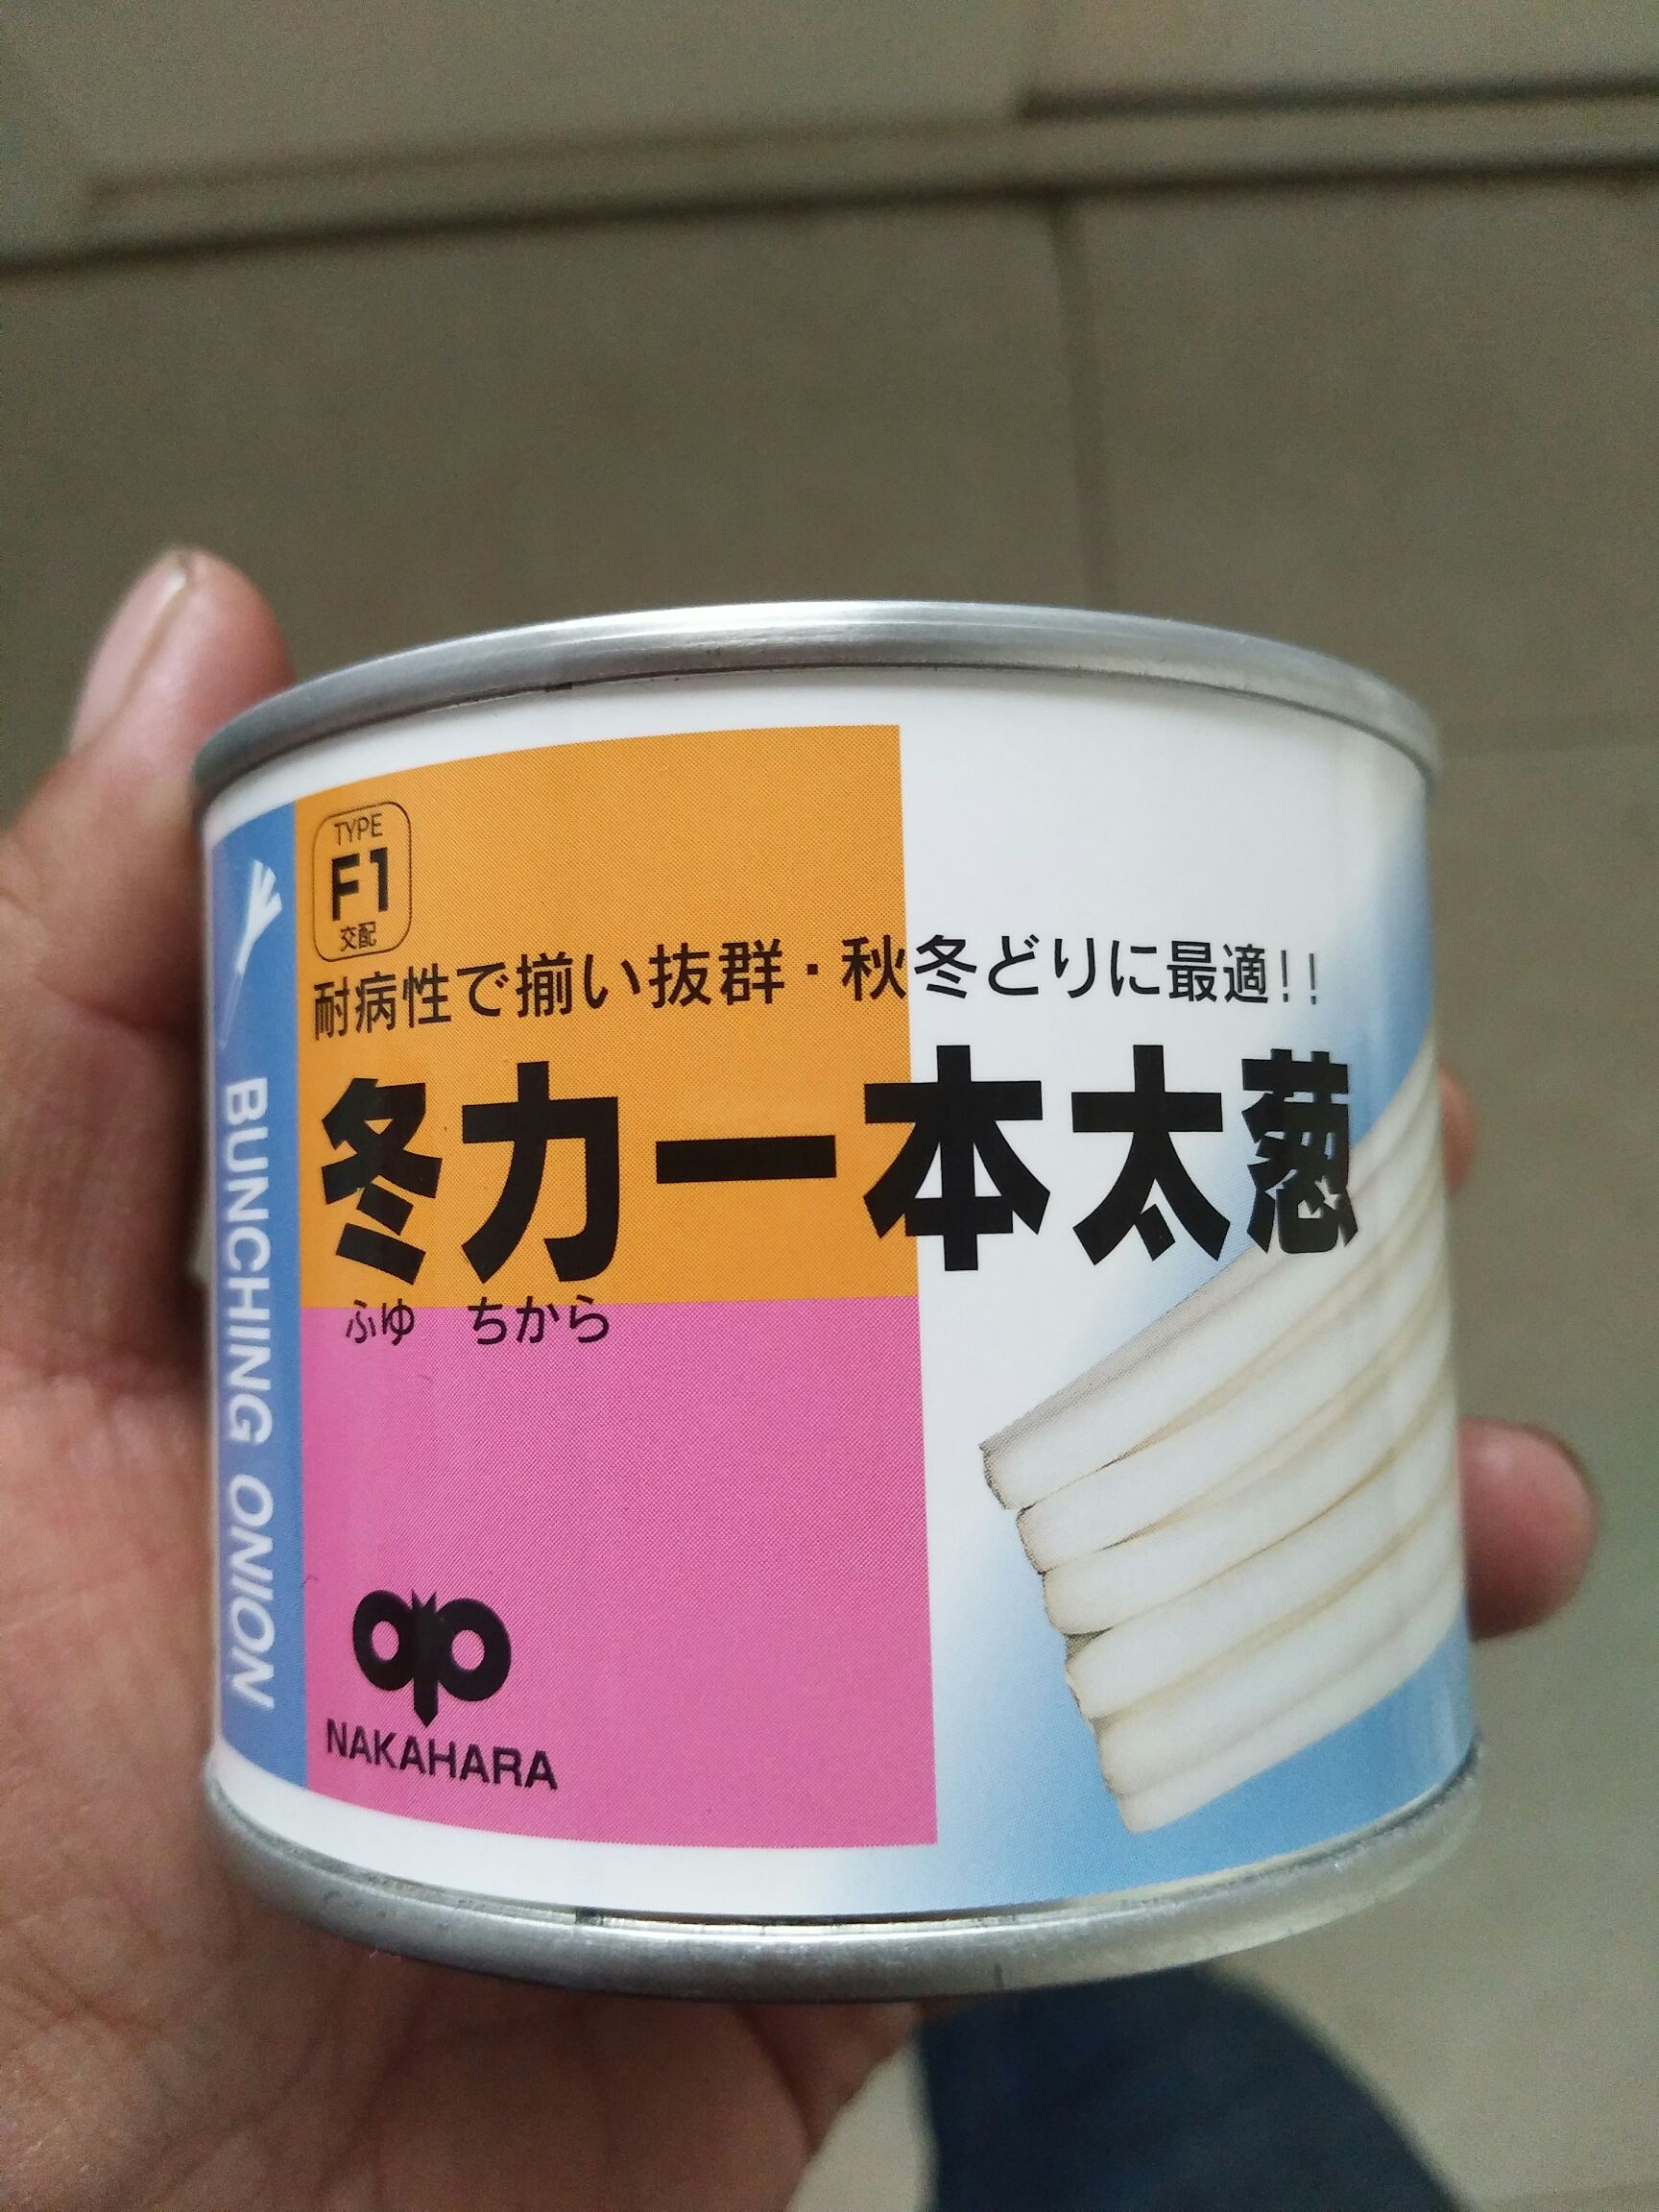 TYPE
F1
交配
耐病性で揃い抜群・秋冬どりに最適!!
冬力一本太葱
ふゆ ちから
BUNCHING ONION
NAKAHARA